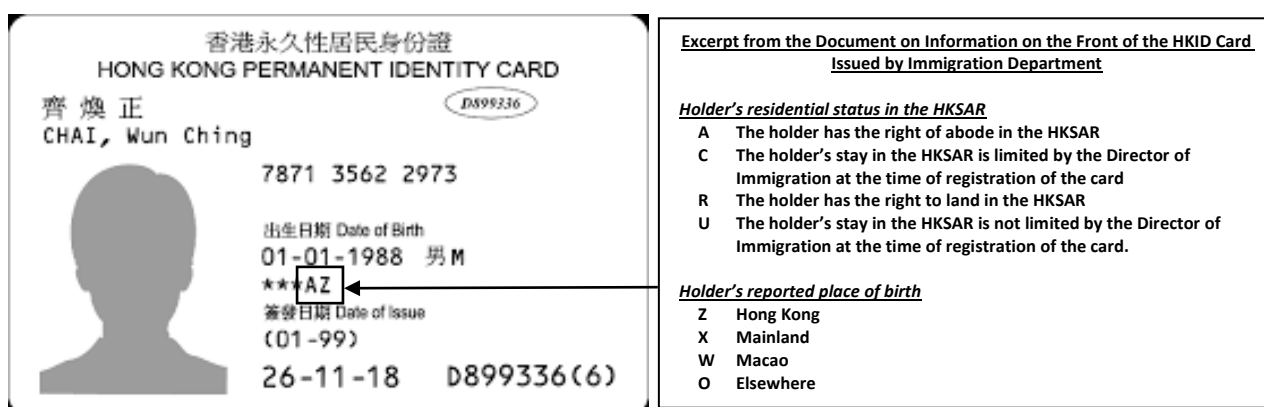 香港永久性居民身份證
HONG KONG PERMANENT IDENTITY CARD
齊 煥 正
D899336
CHAI, Wun Ching
7871 3562 2973
出生日期 Date of Birth
01-01-1988 男 M
***AZ
簽發日期 Date of Issue
(01-99)
26-11-18 D899336(6)
Excerpt from the Document on Information on the Front of the HKID Card
Issued by Immigration Department
Holder's residential status in the HKSAR
A The holder has the right of abode in the HKSAR
C The holder's stay in the HKSAR is limited by the Director of
Immigration at the time of registration of the card
R The holder has the right to land in the HKSAR
U The holder's stay in the HKSAR is not limited by the Director of
Immigration at the time of registration of the card.
Holder's reported place of birth
Z Hong Kong
X Mainland
W Macao
O Elsewhere